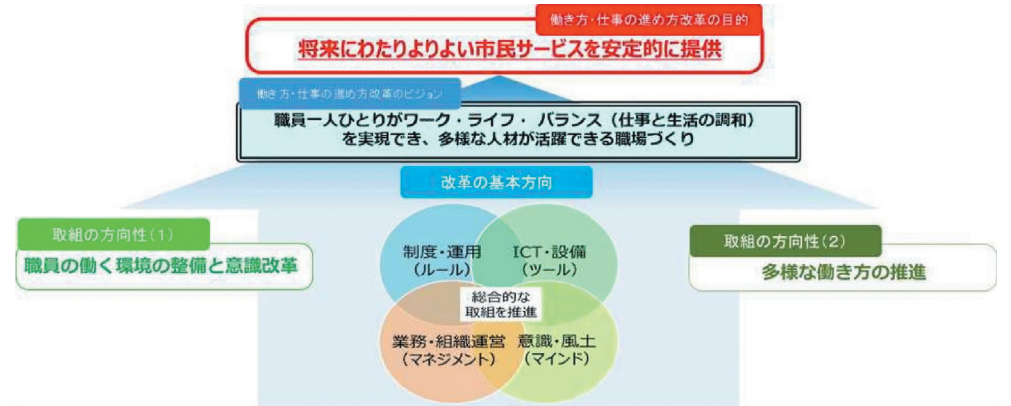 働き方・仕事の進め方改革の目的
将来にわたりよりよい市民サービスを安定的に提供
働き方・仕事の進め方改革のビジョン
職員一人ひとりがワーク・ライフ・ バランス（仕事と生活の調和）
を実現でき、多様な人材が活躍できる職場づくり
改革の基本方向
取組の方向性（１）
職員の働く環境の整備と意識改革
制度・運用
（ルール）
ICT・設備
（ツール）
総合的な
取組を推進
業務・組織運営
（マネジメント）
意識・風土
（マインド）
取組の方向性（２）
多様な働き方の推進